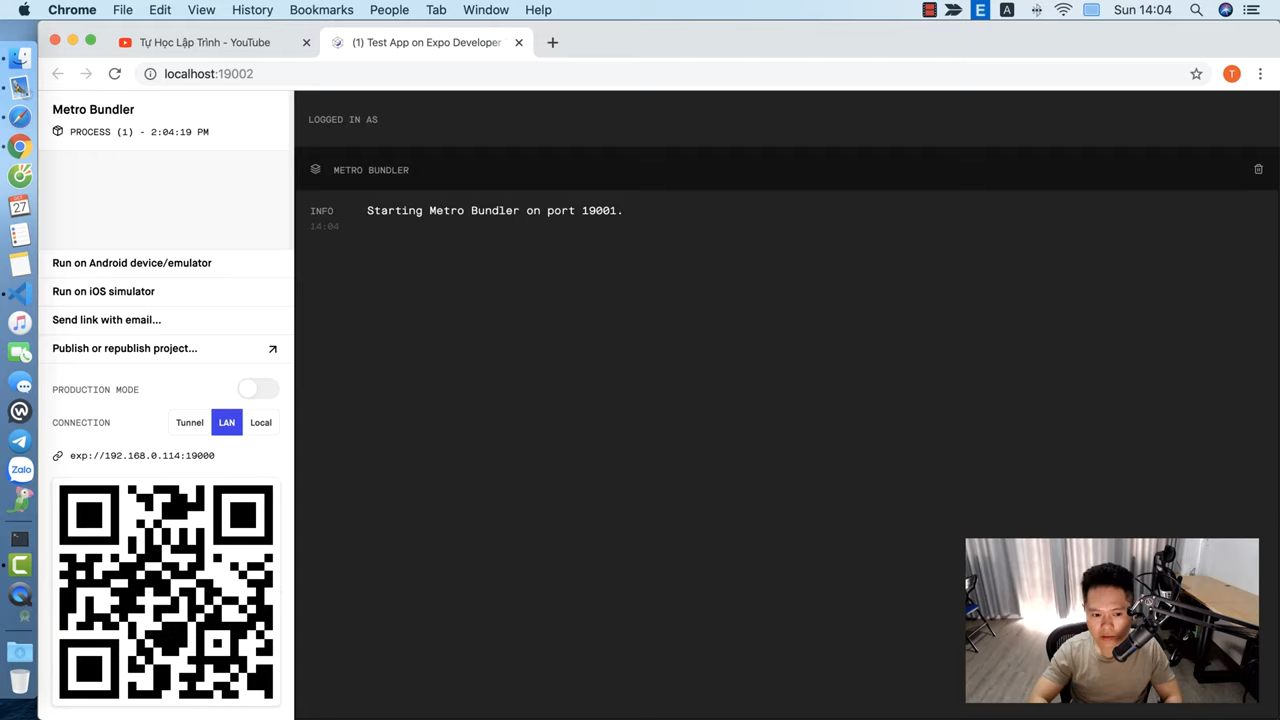 Chrome File Edit View History Bookmarks People Tab Window Help E A Sun 14:04
Tự Học Lập Trình - YouTube (1) Test App on Expo Developer
localhost:19002 T
Metro Bundler
PROCESS (1) - 2:04:19 PM
LOGGED IN AS
METRO BUNDLER
INFO Starting Metro Bundler on port 19001.
14:04
Run on Android device/emulator
Run on iOS simulator
Send link with email...
Publish or republish project...
PRODUCTION MODE
CONNECTION Tunnel LAN Local
exp://192.168.0.114:19000
27
Zalo